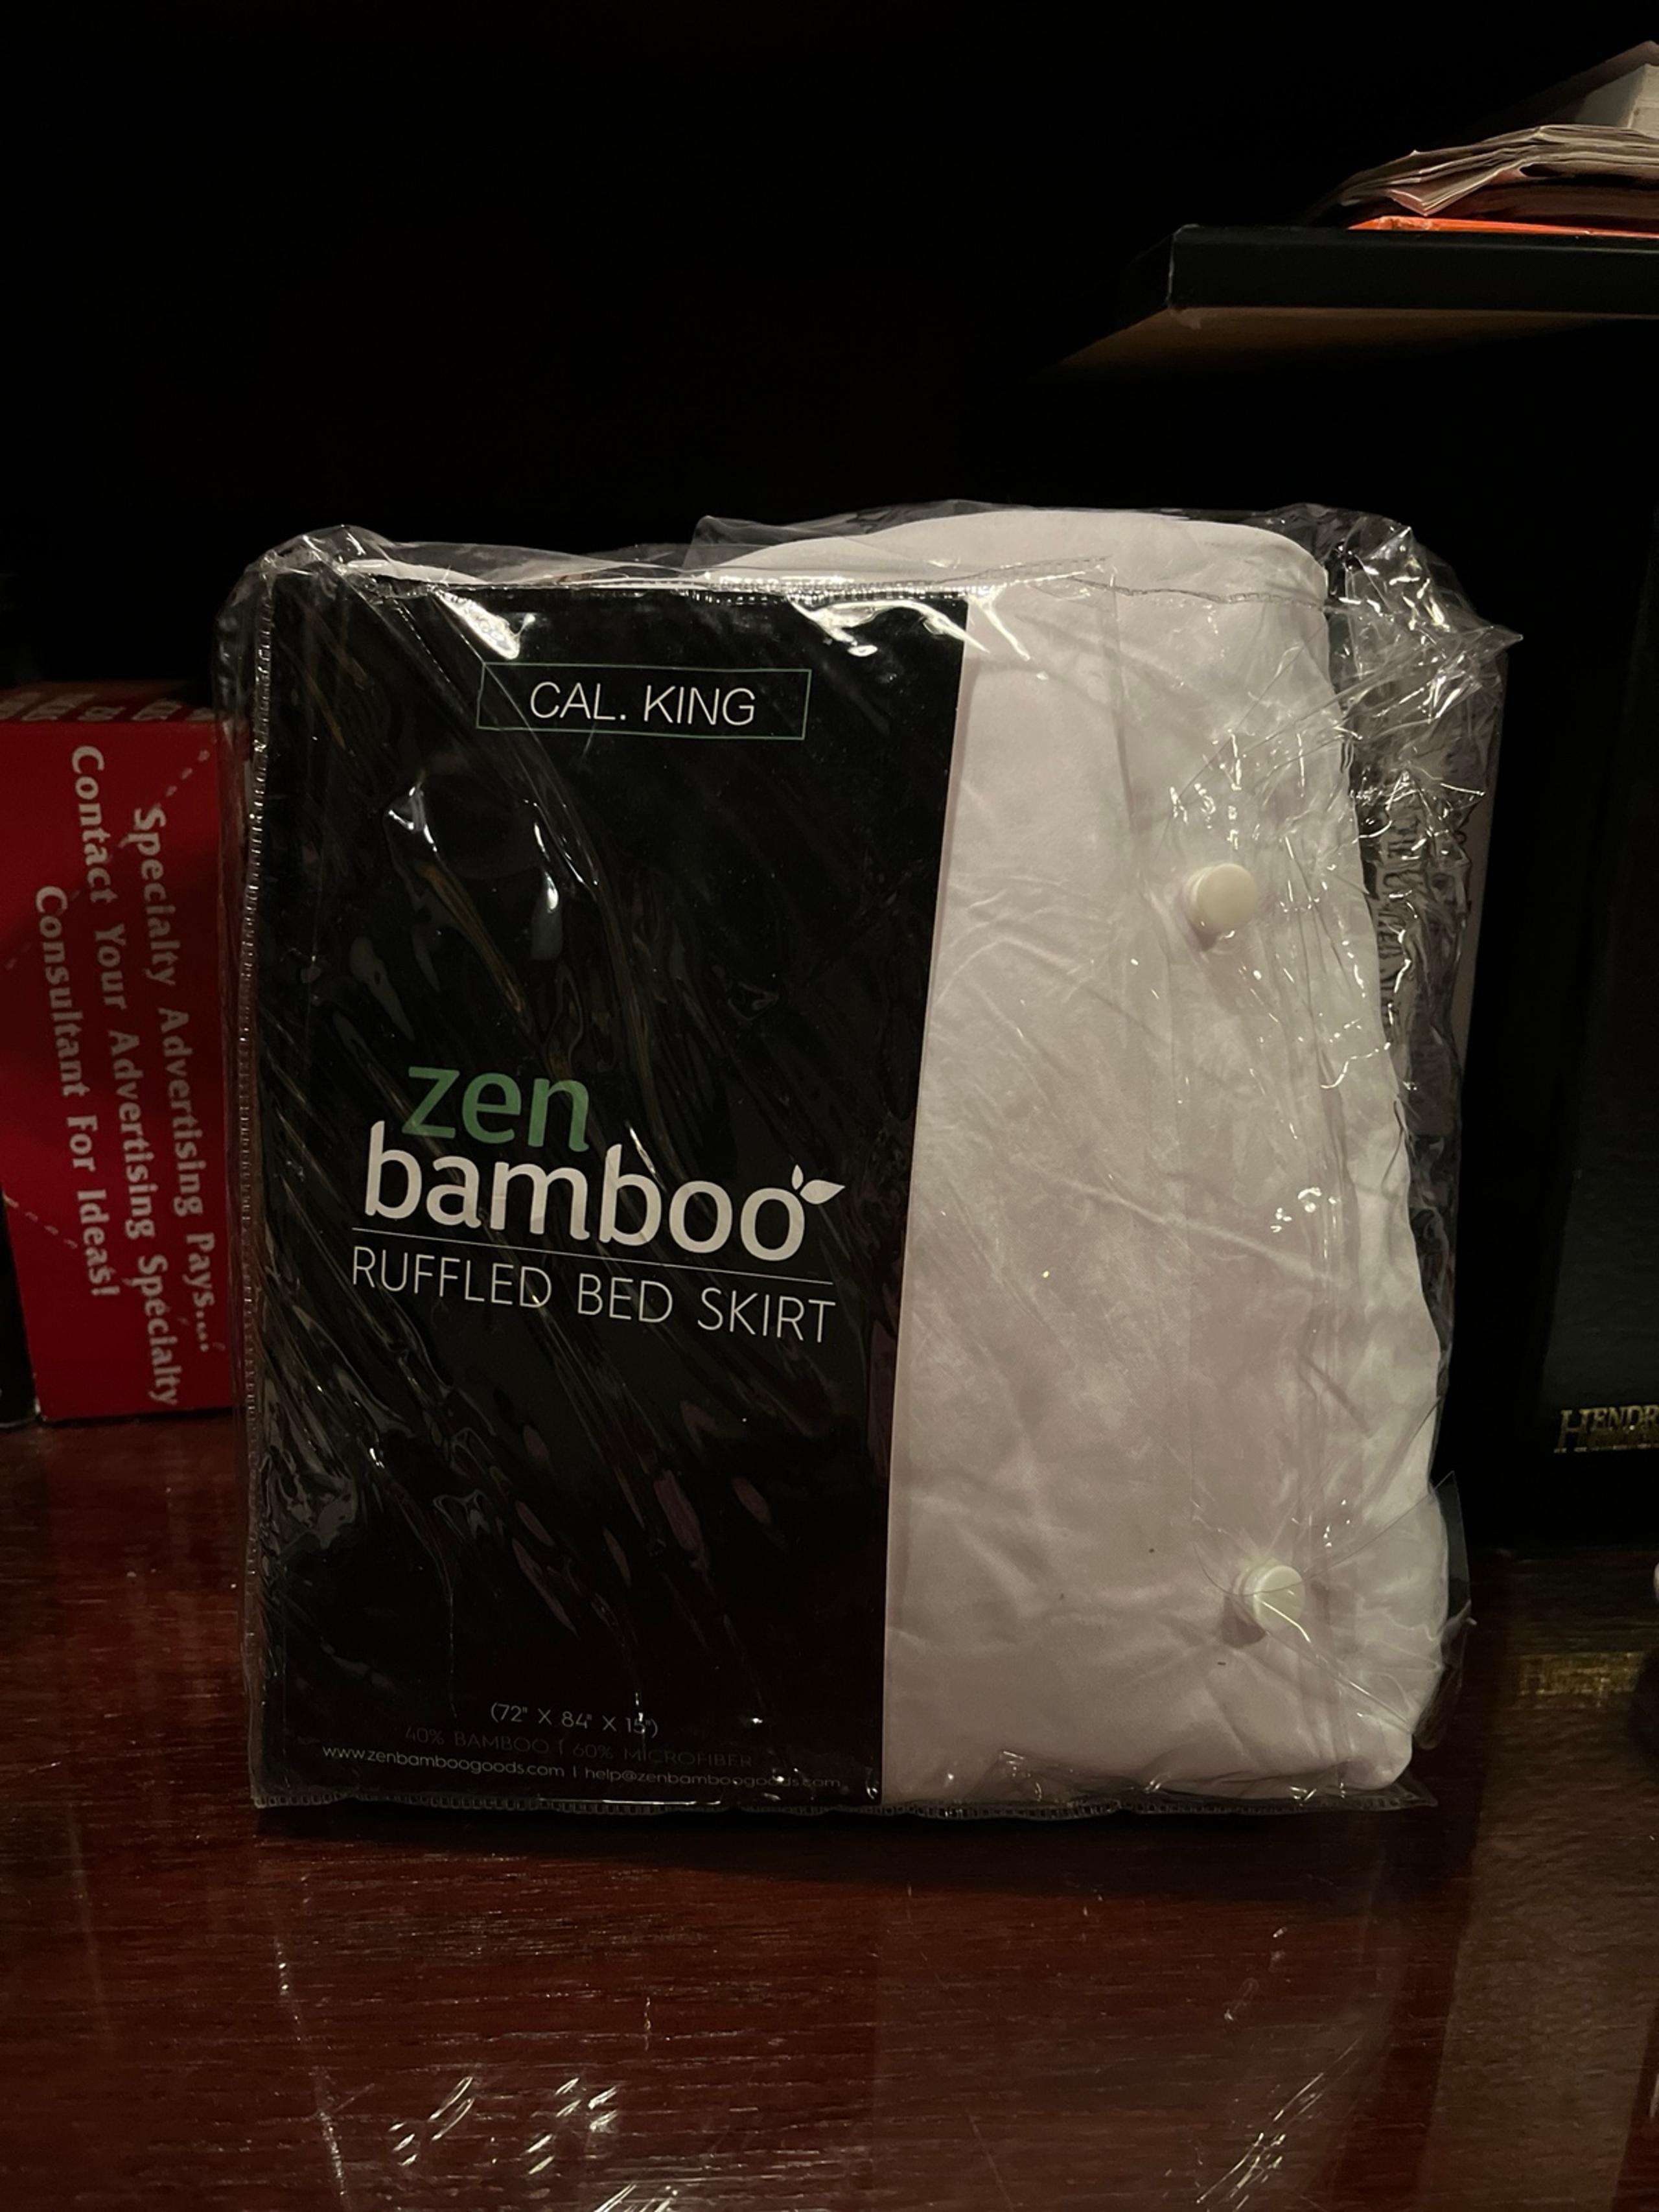 CAL. KING
zen
bamboo
RUFFLED BED SKIRT
(72" X 84" X 15")
40% BAMBOO | 60% MICROFIBER
www.zenbamboogoods.com | help@zenbamboogoods.com
Specialty Advertising Pays....
Contact Your Advertising Specialty
Consultant For Ideas!